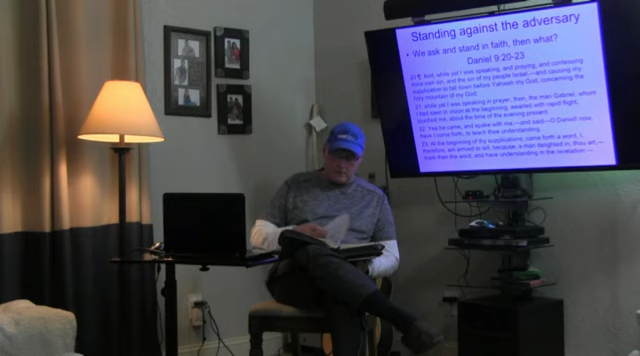 Standing against the adversary
• We ask and stand in faith, then what?
Daniel 9:20-23
20 ¶ And, while yet I was speaking, and praying, and confessing
mine own sin, and the sin of my people Israel,—and causing my
supplication to fall down before Yahweh my God, concerning the
holy mountain of my God;
21 while yet I was speaking in prayer, then, the man Gabriel, whom
I had seen in vision at the beginning, wearied with rapid flight,
touched me, about the time of the evening present.
22 Yea he came, and spake with me,—and said—O Daniel! now,
have I come forth, to teach thee understanding.
23 At the beginning of thy supplications, came forth a word, I,
therefore, am arrived to tell, because, a man delighted in, thou art,—
mark then the word, and have understanding in the revelation:—